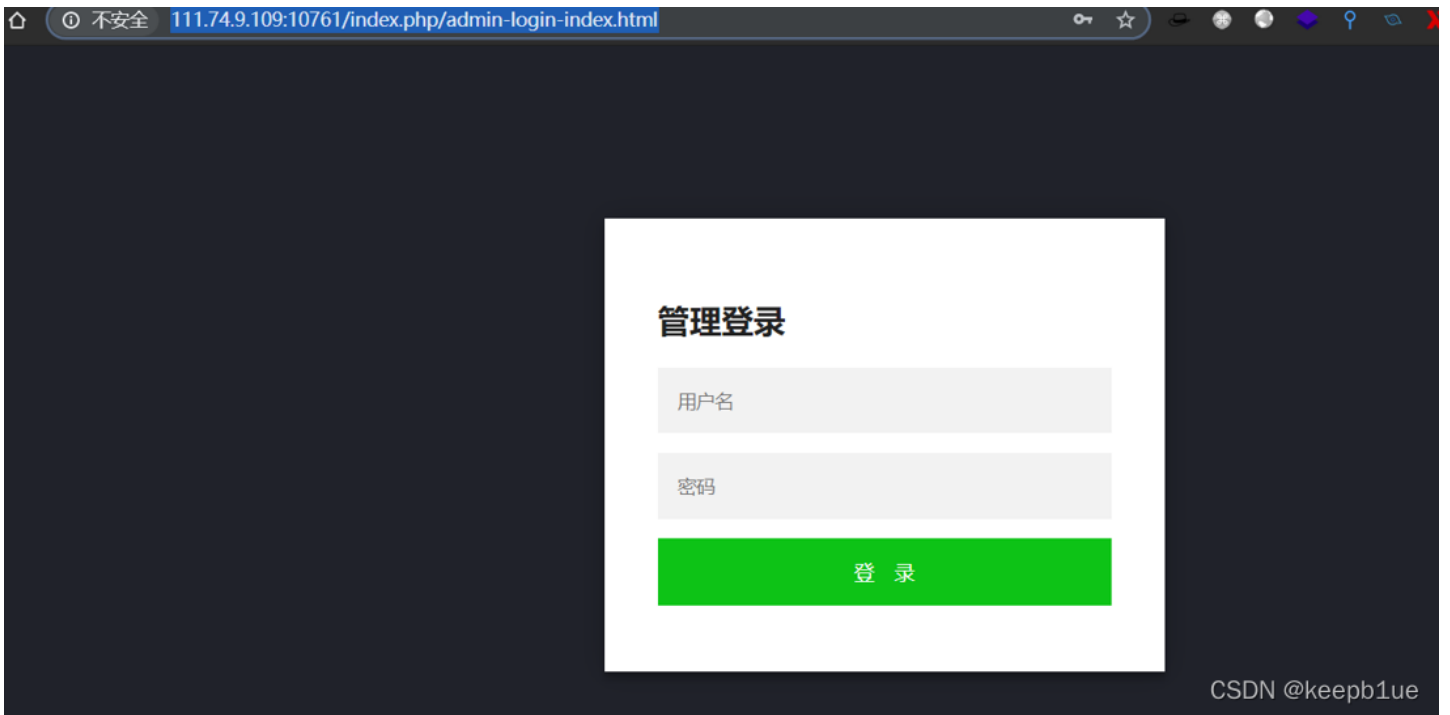 不安全 111.74.9.109:10761/index.php/admin-login-index.html
管理登录
用户名
密码
登 录
CSDN @keepb1ue